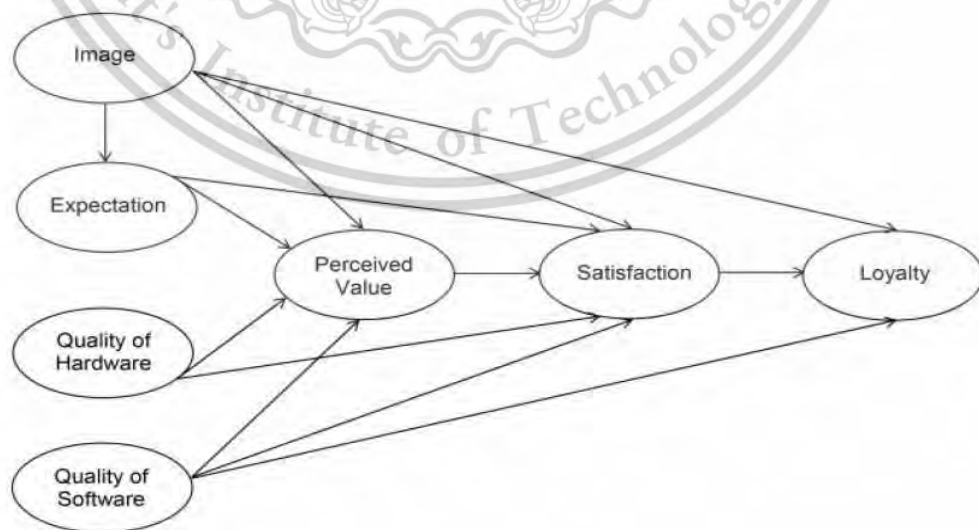 Image
's Institute of Technolog
Expectation
Perceived
Value
Satisfaction
Loyalty
Quality of
Hardware
Quality of
Software